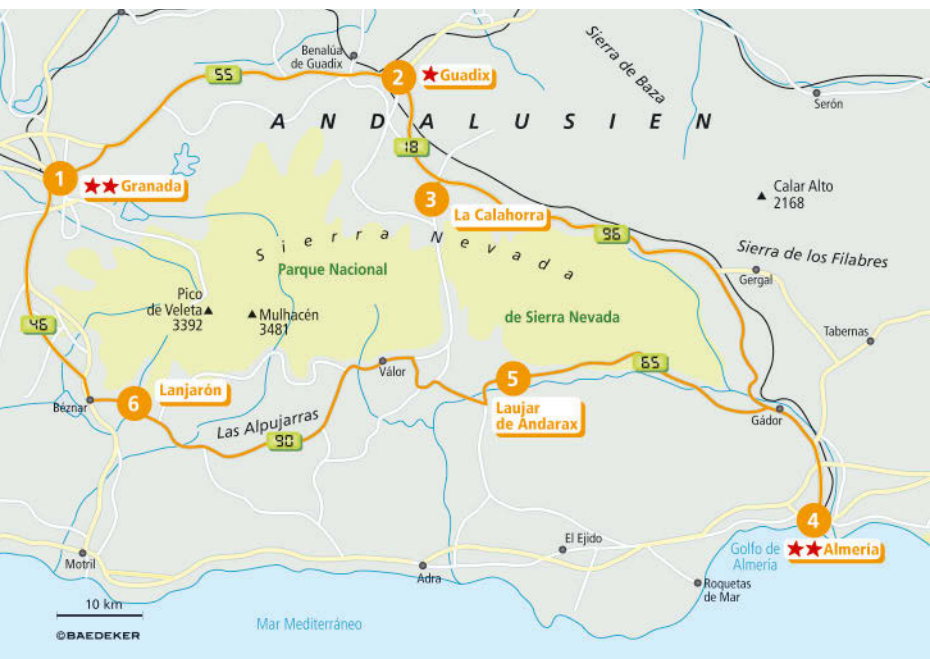 Benalúa
de Guadix
55
2
Guadix
Sierra de Baza
Serón
ANDALUSIEN
18
1
Granada
3
La Calahorra
Calar Alto
2168
96
Sierra Nevada
Parque Nacional
de Sierra Nevada
Sierra de los Filabres
Gergal
Pico
de Veleta
3392
Mulhacén
3481
46
Tabernas
Válor
65
5
Laujar
de Andarax
Lanjarón
6
Béznar
Las Alpujarras
90
Gádor
4
Almería
Golfo de
Almería
El Ejido
Motril
Adra
Roquetas
de Mar
10 km
Mar Mediterráneo
©BAEDEKER